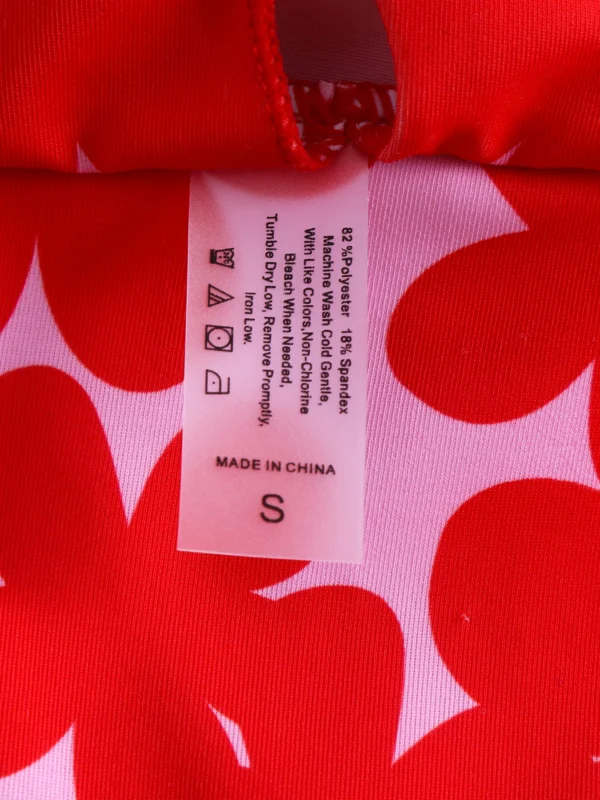 82 %Polyester 18% Spandex
Machine Wash Cold Gentle,
With Like Colors,Non-Chlorine
Bleach When Needed,
Tumble Dry Low, Remove Promptly,
Iron Low.
MADE IN CHINA
S